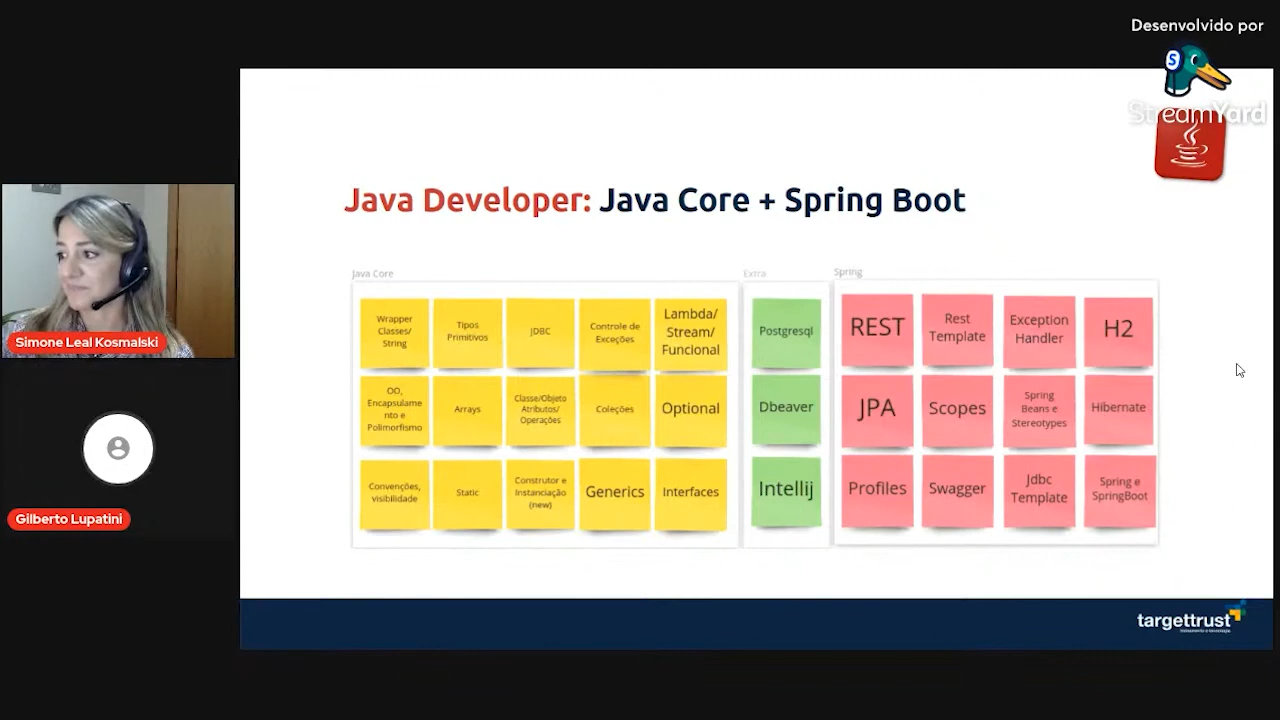 Desenvolvido por
StreamYard
Java Developer: Java Core + Spring Boot
Java Core
Wrapper
Classes/
String
Tipos
Primitivos
JDBC
Controle de
Exceções
Lambda/
Stream/
Funcional
OO,
Encapsulame
nto e
Polimorfismo
Arrays
Classe/Objeto
Atributos/
Operações
Coleções
Optional
Convenções,
visibilidade
Static
Construtor e
Instanciação
(new)
Generics
Interfaces
Extra
Postgresql
Dbeaver
Intellij
Spring
REST
Rest
Template
Exception
Handler
H2
JPA
Scopes
Spring
Beans e
Stereotypes
Hibernate
Profiles
Swagger
Jdbc
Template
Spring e
SpringBoot
Simone Leal Kosmalski
Gilberto Lupatini
targettrust